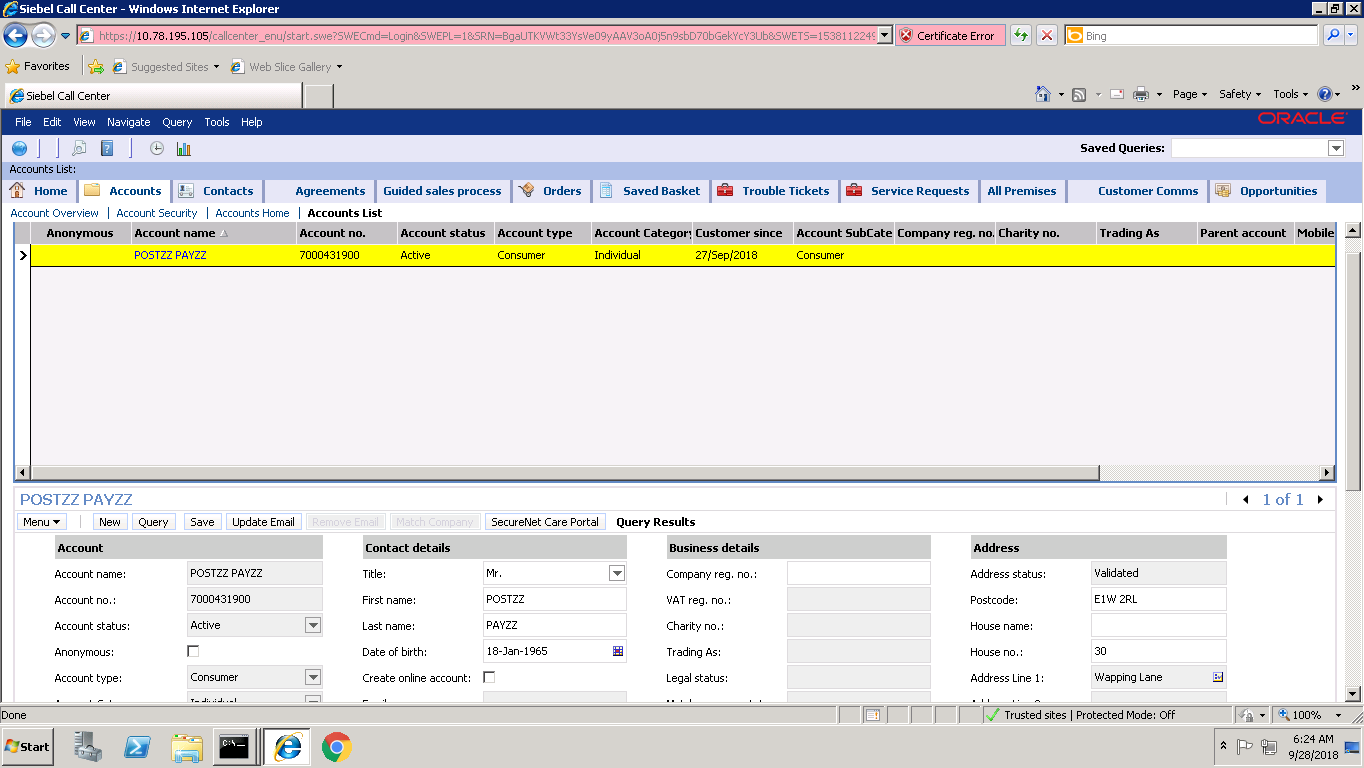 Siebel Call Center - Windows Internet Explorer
https://10.78.195.105/callcenter_enu/start.swe?SWECmd=Login&SWEPL=1&SRN=BgaUTKVWt33YsVe09yAAV3oA0j5n9sbD70bGekYcY3Ub&SWETS=1538112249 Certificate Error Bing
Favorites Suggested Sites Web Slice Gallery
Siebel Call Center Page Safety Tools »
File Edit View Navigate Query Tools Help ORACLE
Saved Queries:
Accounts List:
Home Accounts Contacts Agreements Guided sales process Orders Saved Basket Trouble Tickets Service Requests All Premises Customer Comms Opportunities
Account Overview | Account Security | Accounts Home | Accounts List
Anonymous Account name Account no. Account status Account type Account Category Customer since Account SubCate Company reg. no. Charity no. Trading As Parent account Mobile
POSTZZ PAYZZ 7000431900 Active Consumer Individual 27/Sep/2018 Consumer
POSTZZ PAYZZ 1 of 1
Menu New Query Save Update Email Remove Email Match Company SecureNet Care Portal Query Results
Account Contact details Business details Address
Account name: POSTZZ PAYZZ Title: Mr. Company reg. no.: Address status: Validated
Account no.: 7000431900 First name: POSTZZ VAT reg. no.: Postcode: E1W 2RL
Account status: Active Last name: PAYZZ Charity no.: House name:
Anonymous: Date of birth: 18-Jan-1965 Trading As: House no.: 30
Account type: Consumer Create online account: Legal status: Address Line 1: Wapping Lane
Done Trusted sites | Protected Mode: Off 100%
Start C:\ 6:24 AM
9/28/2018